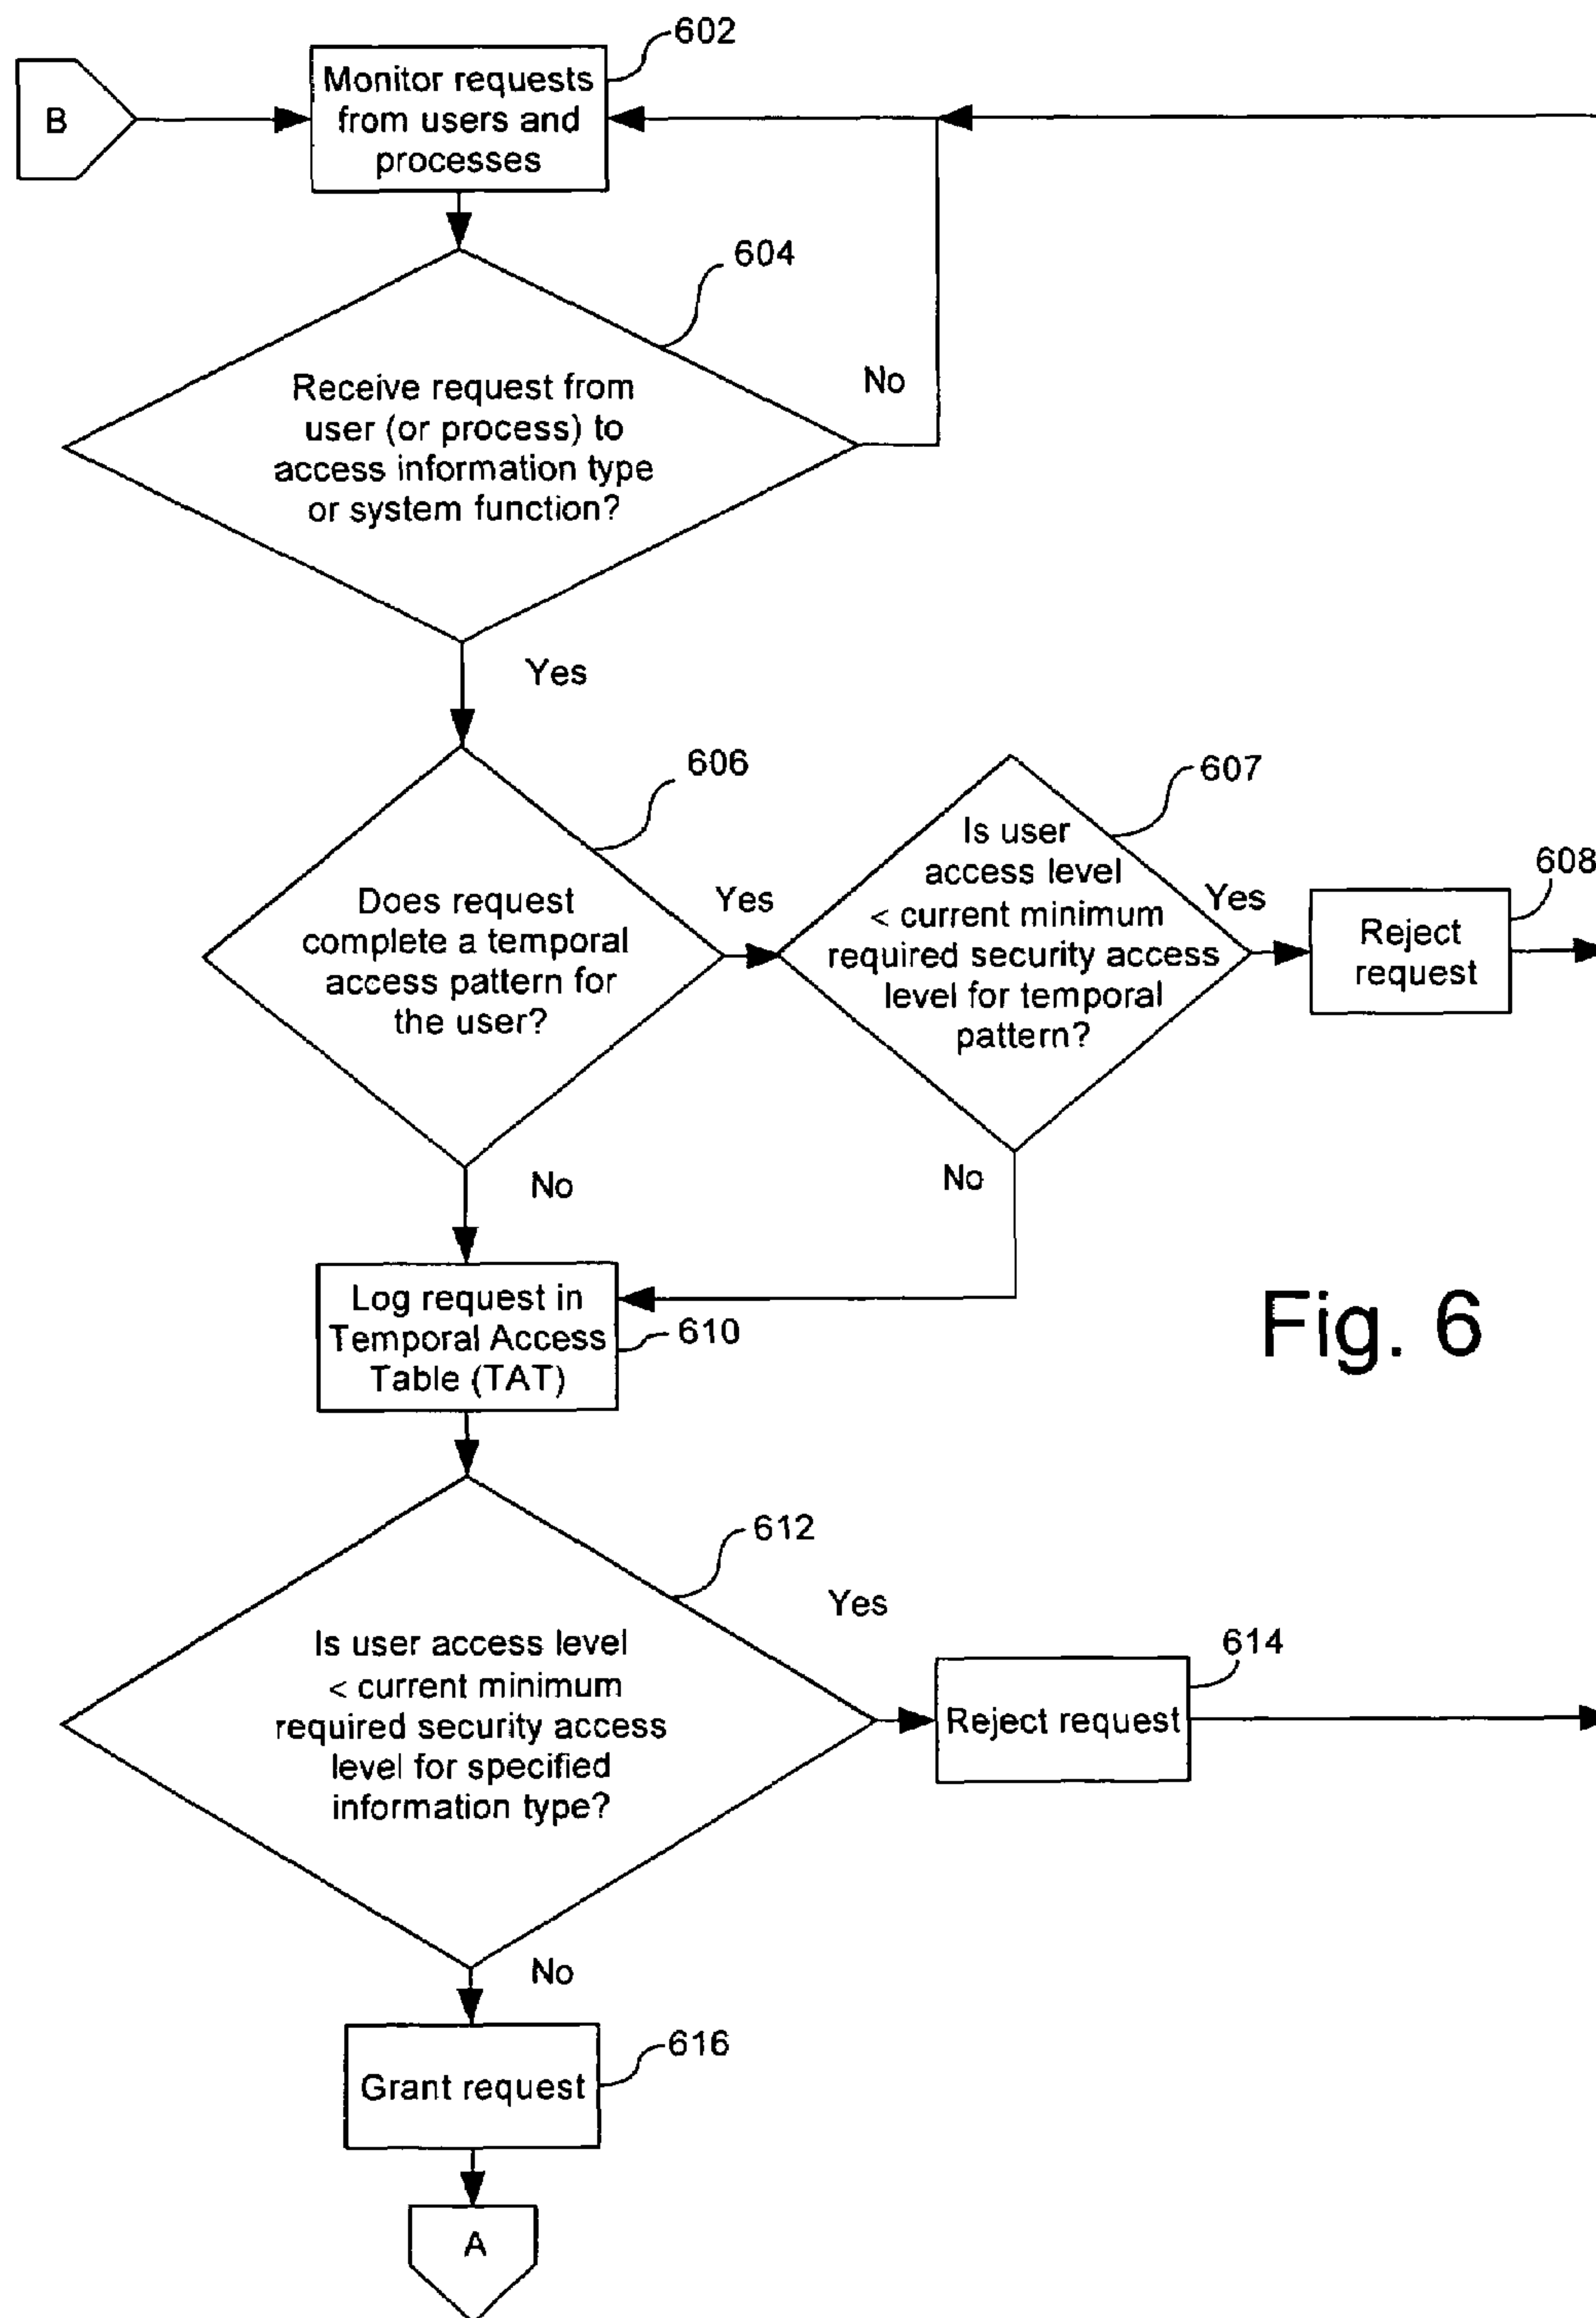 602
B
Monitor requests
from users and
processes
604
No
Receive request from
user (or process) to
access information type
or system function?
Yes
606
607
Does request
complete a temporal
access pattern for
the user?
Yes
Is user
access level
< current minimum
required security access
level for temporal
pattern?
Yes
608
Reject
request
No
No
Log request in
Temporal Access
Table (TAT)
610
Fig. 6
612
Yes
Is user access level
< current minimum
required security access
level for specified
information type?
614
Reject request
No
616
Grant request
A